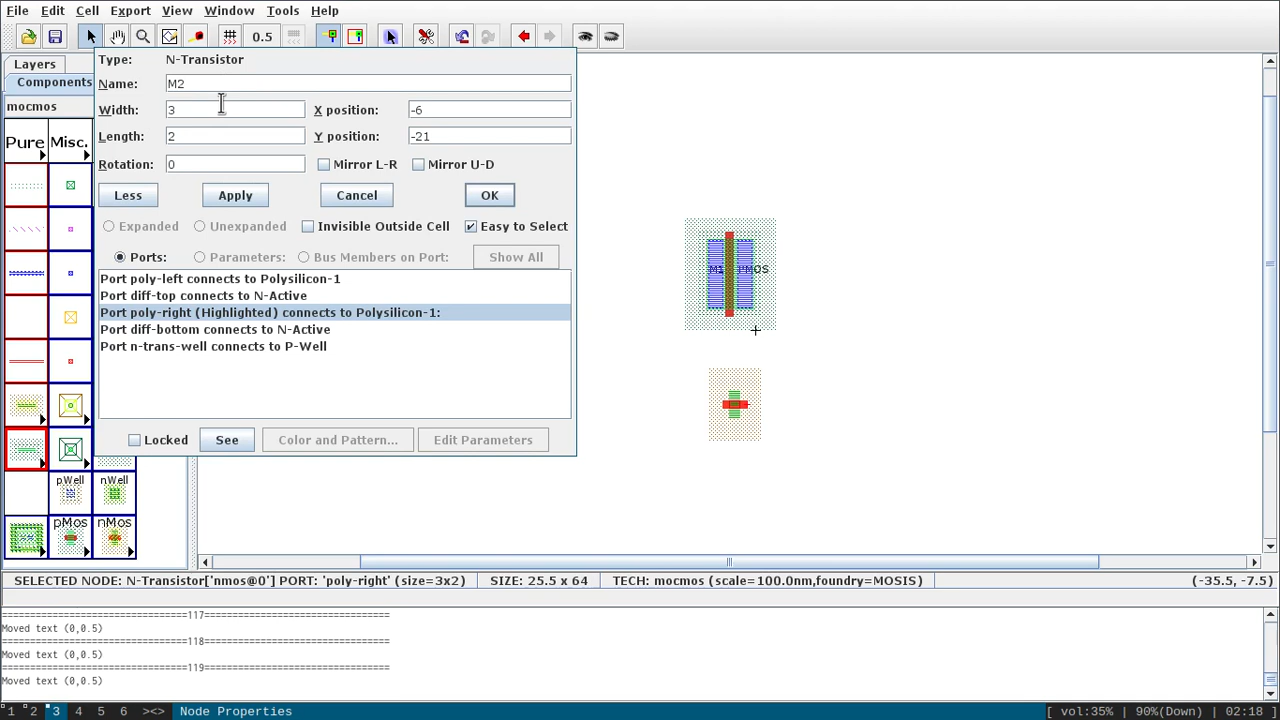 File Edit Cell Export View Window Tools Help
0.5
Layers
Components
mocmos
Pure Misc.
pWell nWell
pMos nMos
Type: N-Transistor
Name: M2
Width: 3 X position: -6
Length: 2 Y position: -21
Rotation: 0 Mirror L-R Mirror U-D
Less Apply Cancel OK
Expanded Unexpanded Invisible Outside Cell Easy to Select
Ports: Parameters: Bus Members on Port: Show All
Port poly-left connects to Polysilicon-1
Port diff-top connects to N-Active
Port poly-right (Highlighted) connects to Polysilicon-1:
Port diff-bottom connects to N-Active
Port n-trans-well connects to P-Well
Locked See Color and Pattern... Edit Parameters
M1 PMOS
SELECTED NODE: N-Transistor['nmos@0'] PORT: 'poly-right' (size=3x2) SIZE: 25.5 x 64 TECH: mocmos (scale=100.0nm,foundry=MOSIS) (-35.5, -7.5)
================================117================================
Moved text (0,0.5)
================================118================================
Moved text (0,0.5)
================================119================================
Moved text (0,0.5)
1 2 3 4 5 6 ><> Node Properties [ vol:35% | 90%(Down) | 02:18 ]